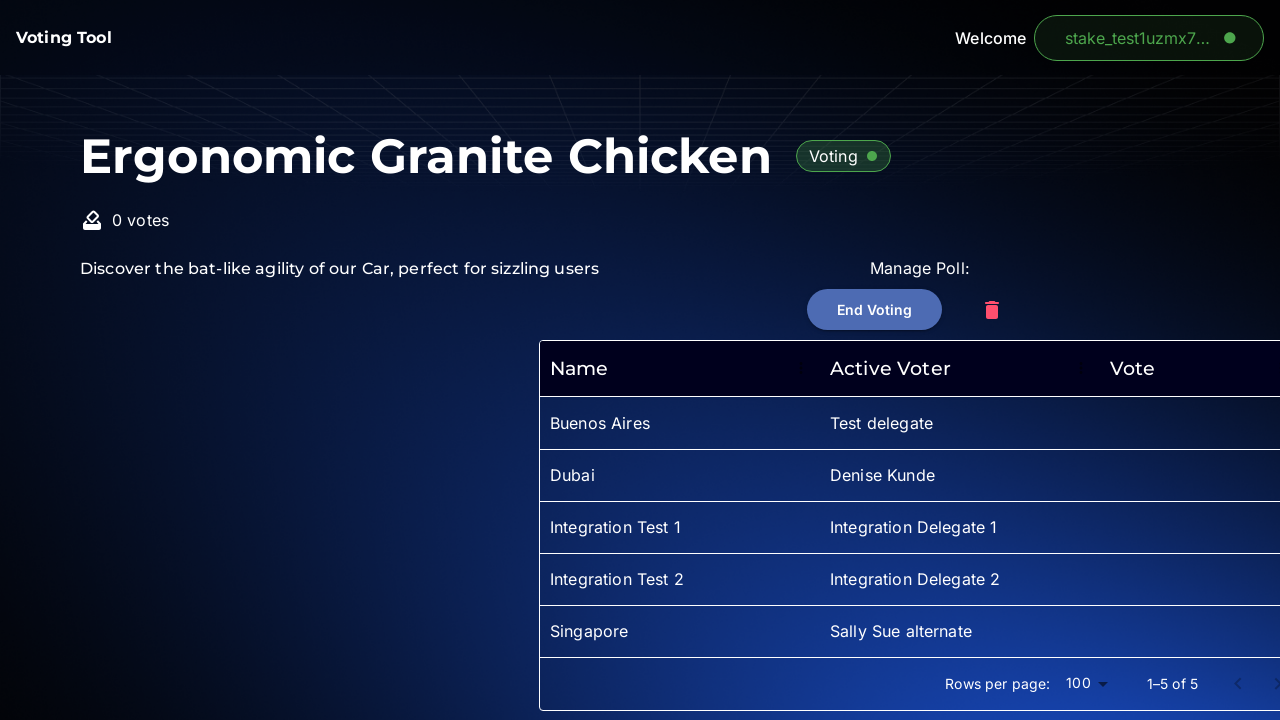 Voting Tool
Welcome stake_test1uzmx7...
Ergonomic Granite Chicken Voting
0 votes
Discover the bat-like agility of our Car, perfect for sizzling users
Manage Poll:
End Voting
Name Active Voter Vote
Buenos Aires Test delegate
Dubai Denise Kunde
Integration Test 1 Integration Delegate 1
Integration Test 2 Integration Delegate 2
Singapore Sally Sue alternate
Rows per page: 100 1–5 of 5